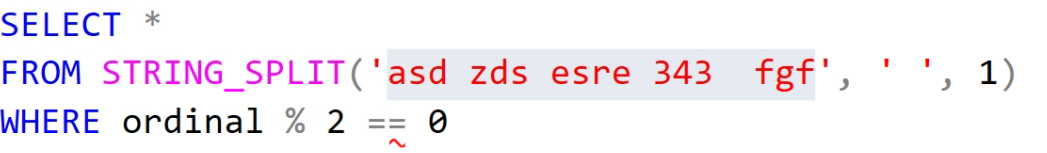 SELECT *
FROM STRING_SPLIT('asd zds esre 343  fgf', ' ', 1)
WHERE ordinal % 2 == 0